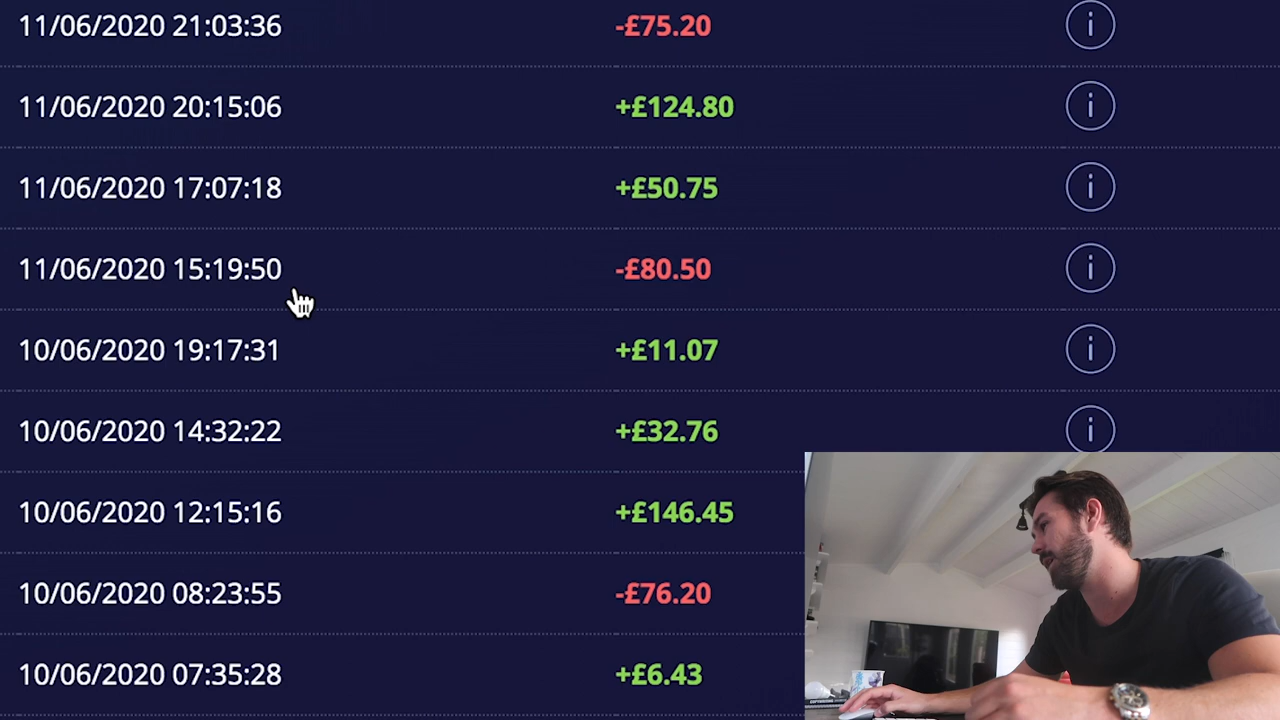 11/06/2020 21:03:36 -£75.20
11/06/2020 20:15:06 +£124.80
11/06/2020 17:07:18 +£50.75
11/06/2020 15:19:50 -£80.50
10/06/2020 19:17:31 +£11.07
10/06/2020 14:32:22 +£32.76
10/06/2020 12:15:16 +£146.45
10/06/2020 08:23:55 -£76.20
10/06/2020 07:35:28 +£6.43